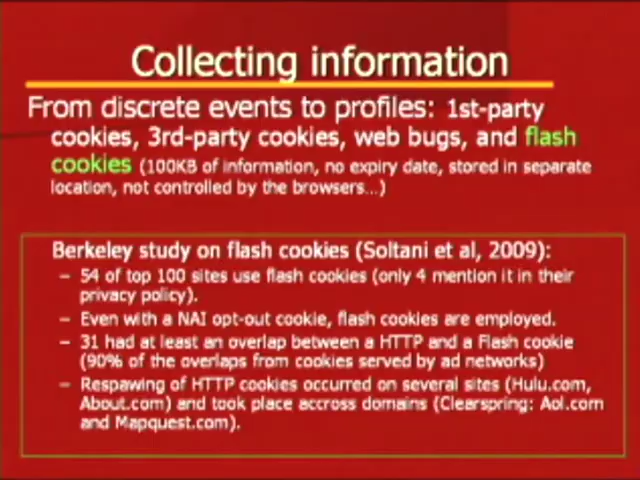 Collecting information
From discrete events to profiles: 1st-party
cookies, 3rd-party cookies, web bugs, and flash
cookies (100KB of information, no expiry date, stored in separate
location, not controlled by the browsers...)
Berkeley study on flash cookies (Soltani et al, 2009):
– 54 of top 100 sites use flash cookies (only 4 mention it in their
privacy policy).
– Even with a NAI opt-out cookie, flash cookies are employed.
– 31 had at least an overlap between a HTTP and a Flash cookie
(90% of the overlaps from cookies served by ad networks)
– Respawing of HTTP cookies occurred on several sites (Hulu.com,
About.com) and took place accross domains (Clearspring: Aol.com
and Mapquest.com).